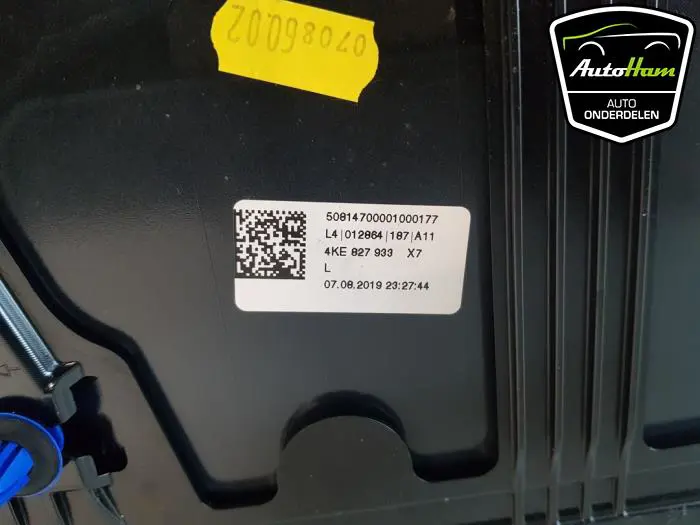 07086002
AutoHam
AUTO
ONDERDELEN
50814700001000177
L4|012864|187|A11
4KE 827 933 X7
L
07.08.2019 23:27:44